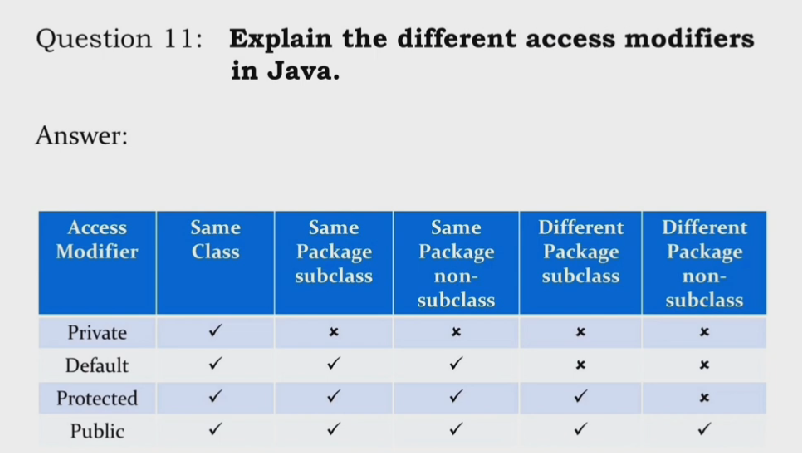 Question 11: Explain the different access modifiers
in Java.
Answer:
Access Modifier | Same Class | Same Package subclass | Same Package non-subclass | Different Package subclass | Different Package non-subclass
Private ✓ × × × ×
Default ✓ ✓ ✓ × ×
Protected ✓ ✓ ✓ ✓ ×
Public ✓ ✓ ✓ ✓ ✓